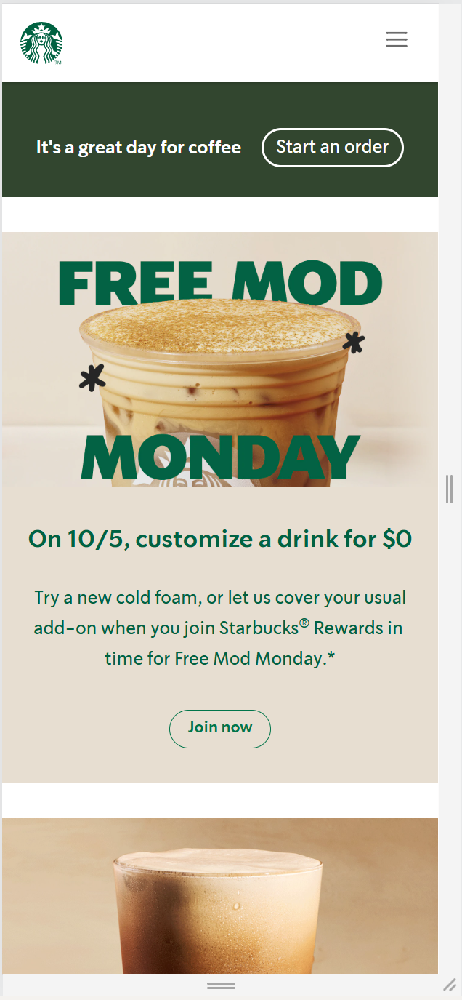 TM
It's a great day for coffee
Start an order
FREE MOD
MONDAY
On 10/5, customize a drink for $0
Try a new cold foam, or let us cover your usual
add-on when you join Starbucks® Rewards in
time for Free Mod Monday.*
Join now